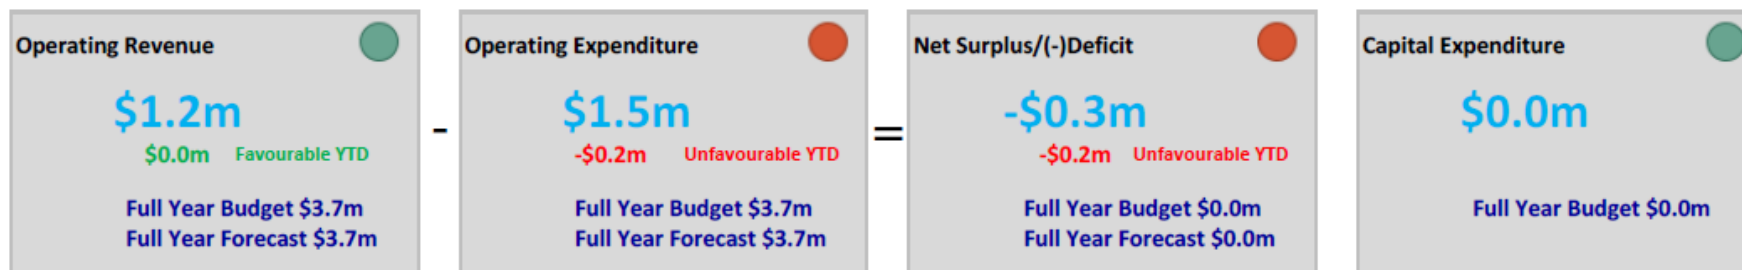 Operating Revenue
$1.2m
$0.0m Favourable YTD
Full Year Budget $3.7m
Full Year Forecast $3.7m
-
Operating Expenditure
$1.5m
-$0.2m Unfavourable YTD
Full Year Budget $3.7m
Full Year Forecast $3.7m
=
Net Surplus/(-)Deficit
-$0.3m
-$0.2m Unfavourable YTD
Full Year Budget $0.0m
Full Year Forecast $0.0m
Capital Expenditure
$0.0m
Full Year Budget $0.0m